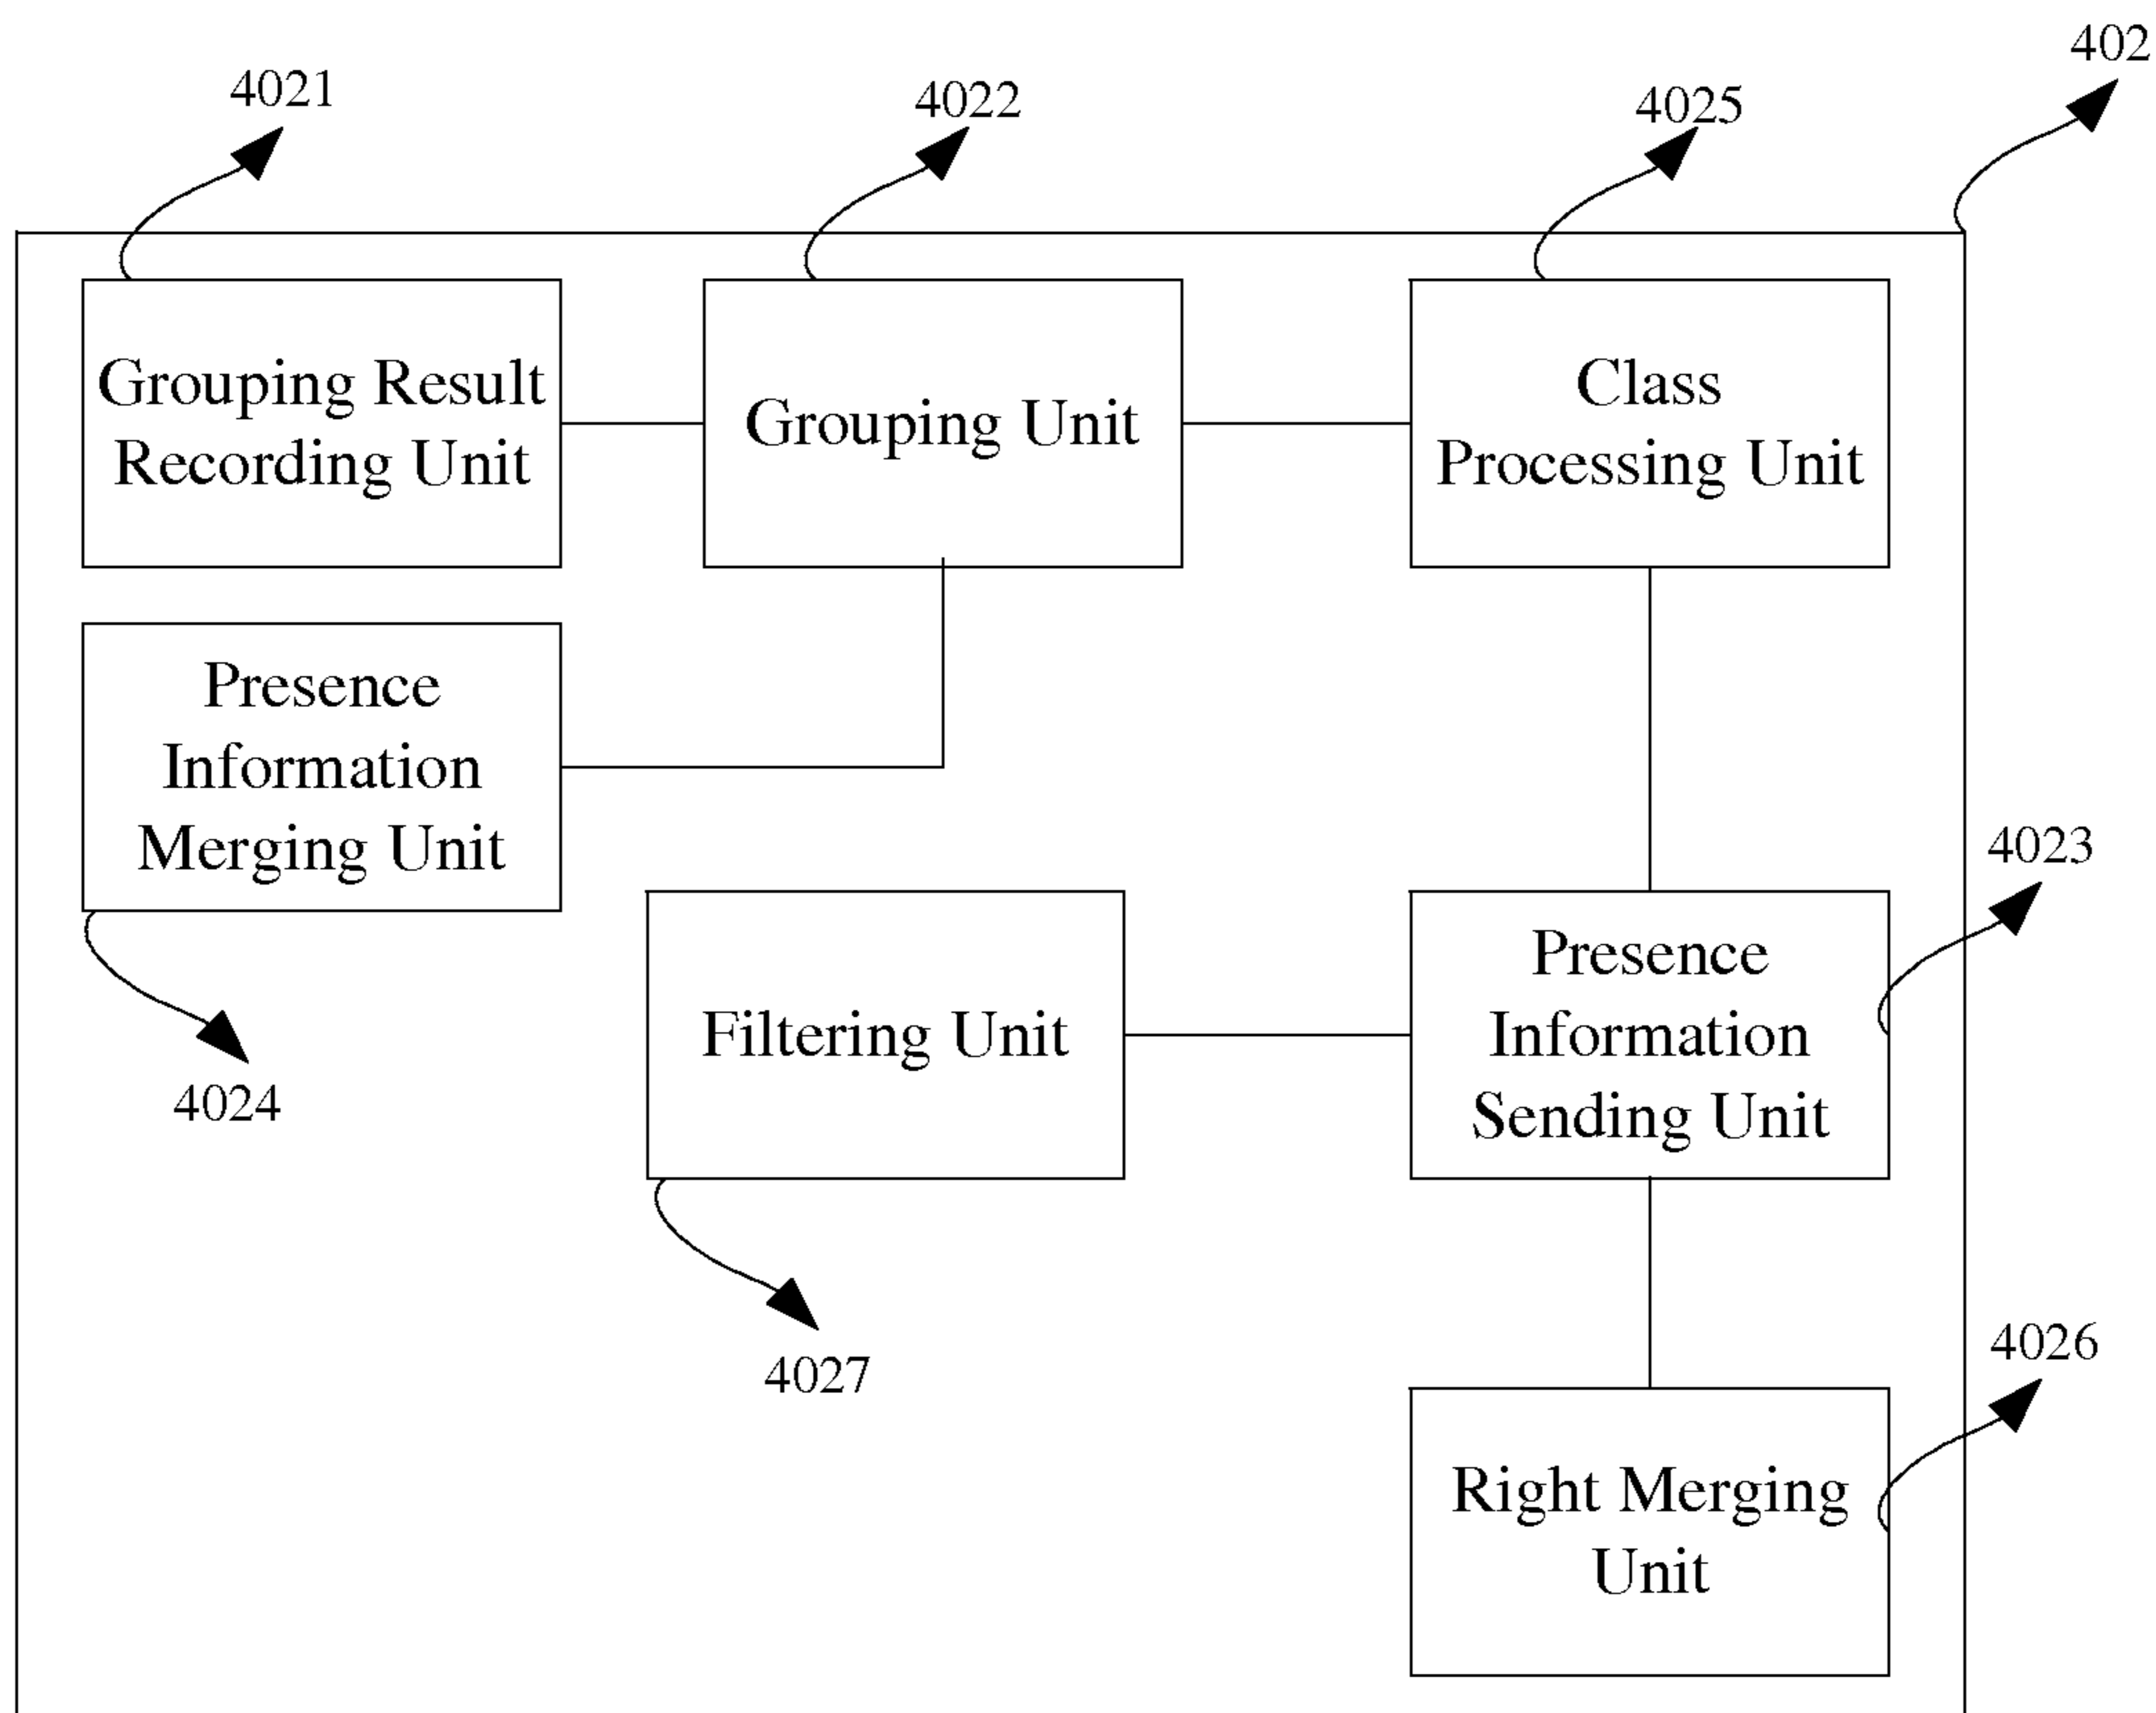 402
4021
4022
4025
Grouping Result
Recording Unit
Grouping Unit
Class
Processing Unit
Presence
Information
Merging Unit
4023
4024
Filtering Unit
Presence
Information
Sending Unit
4027
4026
Right Merging
Unit